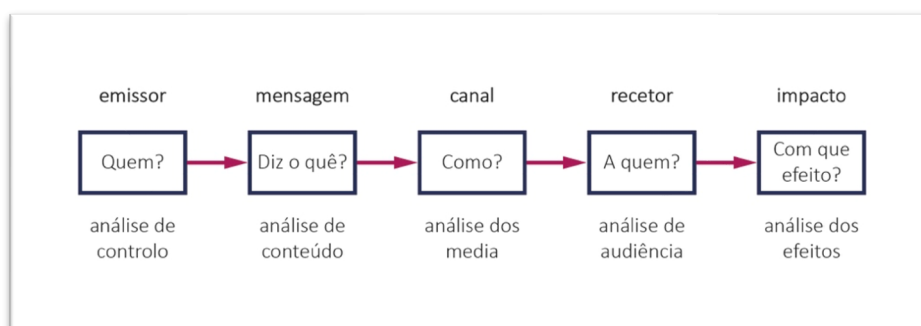 emissor mensagem canal recetor impacto
Quem? Diz o quê? Como? A quem? Com que
efeito?
análise de análise de análise dos análise de análise dos
controlo conteúdo media audiência efeitos